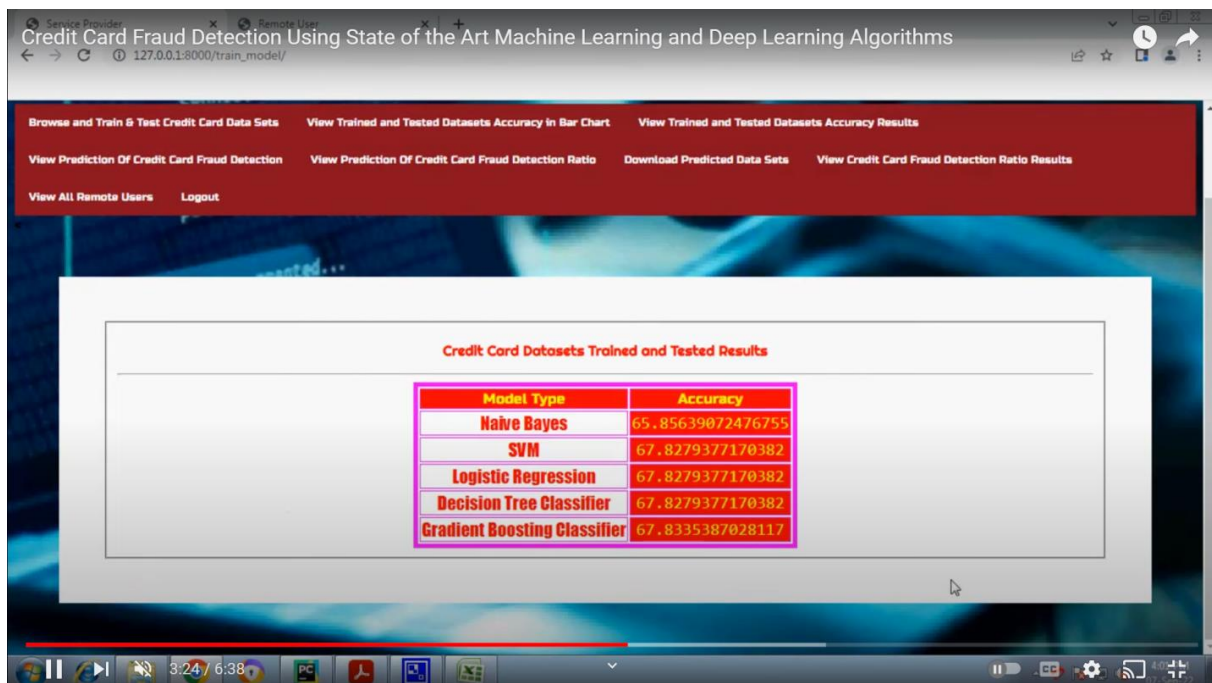 Service Provider
Remote User
Credit Card Fraud Detection Using State of the Art Machine Learning and Deep Learning Algorithms
127.0.0.1:8000/train_model/
Browse and Train & Test Credit Card Data Sets View Trained and Tested Datasets Accuracy in Bar Chart View Trained and Tested Datasets Accuracy Results
View Prediction Of Credit Card Fraud Detection View Prediction Of Credit Card Fraud Detection Ratio Download Predicted Data Sets View Credit Card Fraud Detection Ratio Results
View All Remote Users Logout
Credit Card Datasets Trained and Tested Results
Model Type Accuracy
Naive Bayes 65.85639072476755
SVM 67.8279377170382
Logistic Regression 67.8279377170382
Decision Tree Classifier 67.8279377170382
Gradient Boosting Classifier 67.8335387028117
3:24 / 6:38
PC
CC